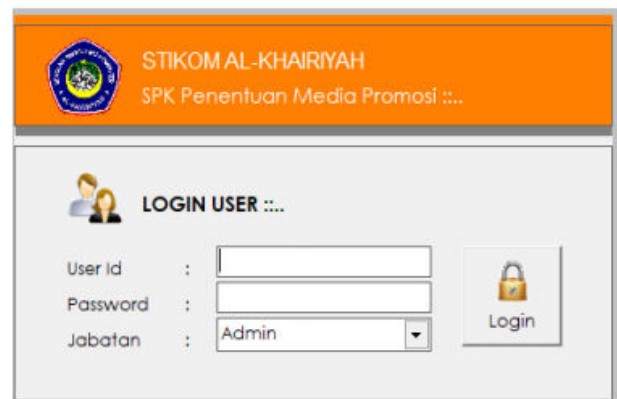 STIKOM AL-KHAIRIYAH
SPK Penentuan Media Promosi ::..
LOGIN USER ::..
User Id :
Password :
Jabatan : Admin
Login